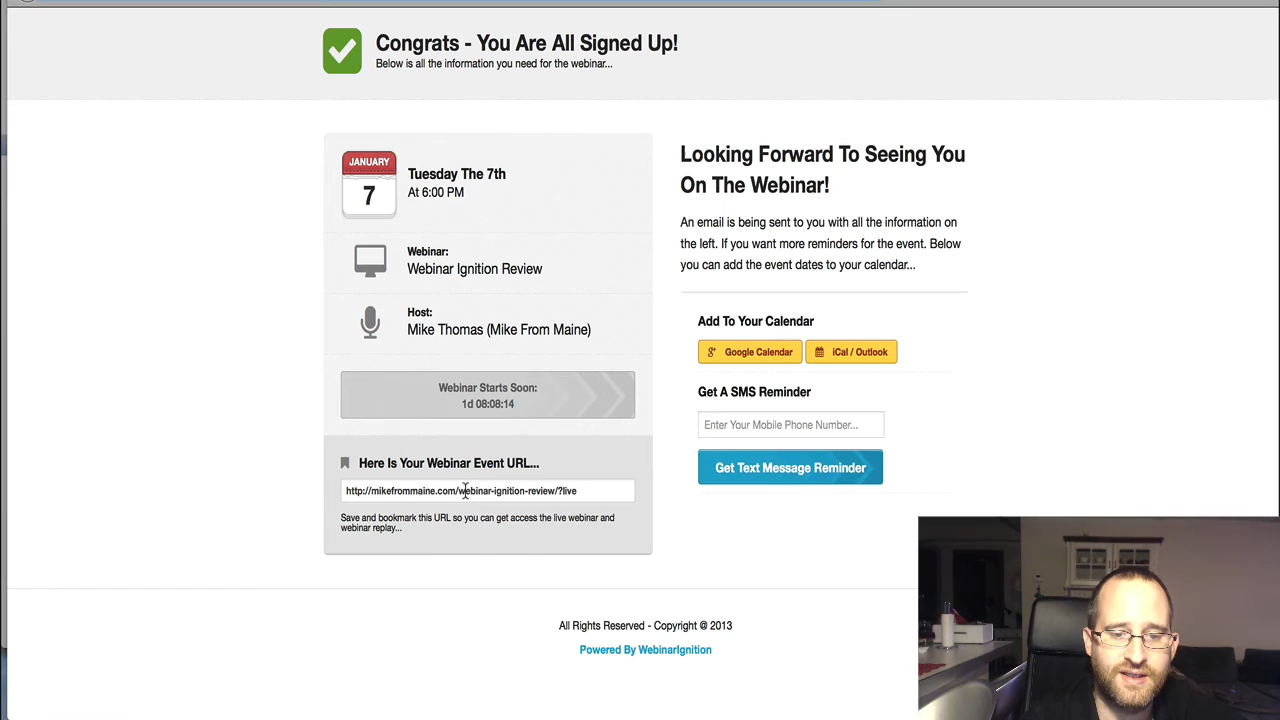 Congrats - You Are All Signed Up!
Below is all the information you need for the webinar...
JANUARY
7
Tuesday The 7th
At 6:00 PM
Webinar:
Webinar Ignition Review
Host:
Mike Thomas (Mike From Maine)
Webinar Starts Soon:
1d 08:08:14
Here Is Your Webinar Event URL...
http://mikefrommaine.com/webinar-ignition-review/?live
Save and bookmark this URL so you can get access the live webinar and
webinar replay...
Looking Forward To Seeing You
On The Webinar!
An email is being sent to you with all the information on
the left. If you want more reminders for the event. Below
you can add the event dates to your calendar...
Add To Your Calendar
Google Calendar
iCal / Outlook
Get A SMS Reminder
Enter Your Mobile Phone Number...
Get Text Message Reminder
All Rights Reserved - Copyright @ 2013
Powered By WebinarIgnition